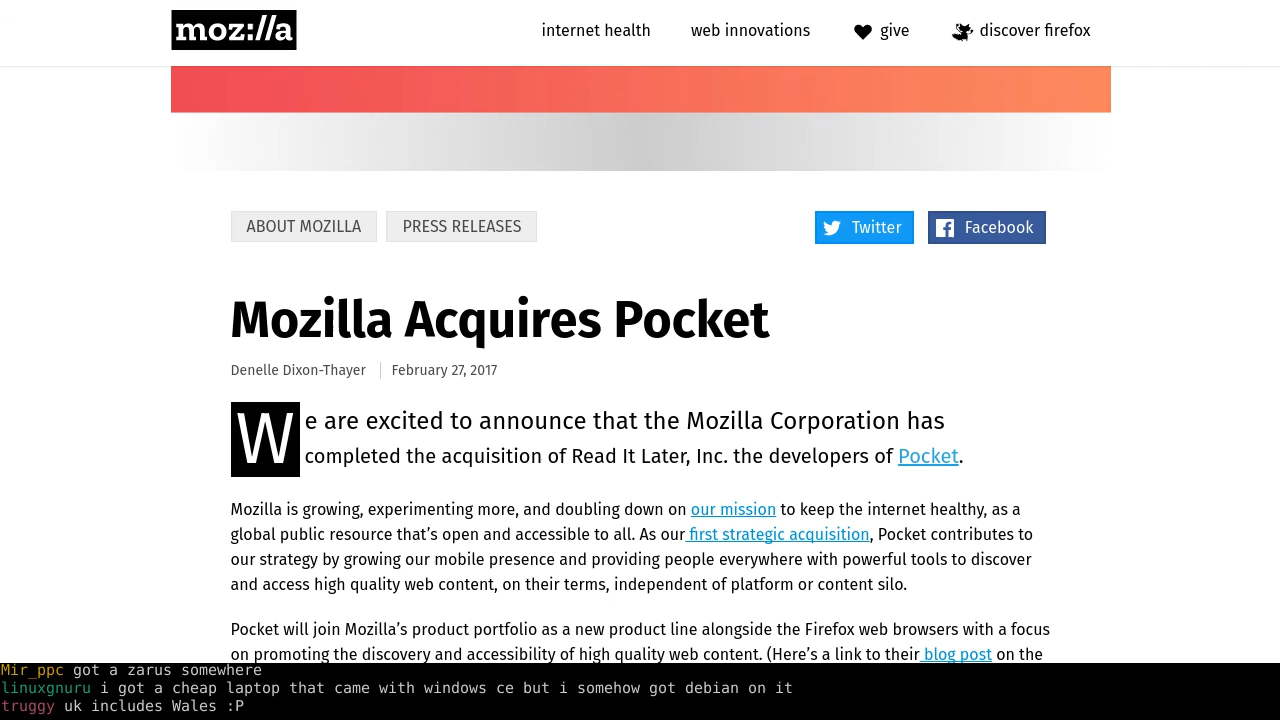 moz://a
internet health
web innovations
give
discover firefox
ABOUT MOZILLA
PRESS RELEASES
Twitter
Facebook
Mozilla Acquires Pocket
Denelle Dixon-Thayer
February 27, 2017
We are excited to announce that the Mozilla Corporation has
completed the acquisition of Read It Later, Inc. the developers of Pocket.
Mozilla is growing, experimenting more, and doubling down on our mission to keep the internet healthy, as a
global public resource that’s open and accessible to all. As our first strategic acquisition, Pocket contributes to
our strategy by growing our mobile presence and providing people everywhere with powerful tools to discover
and access high quality web content, on their terms, independent of platform or content silo.
Pocket will join Mozilla’s product portfolio as a new product line alongside the Firefox web browsers with a focus
on promoting the discovery and accessibility of high quality web content. (Here’s a link to their blog post on the
Mir_ppc got a zarus somewhere
linuxgnuru i got a cheap laptop that came with windows ce but i somehow got debian on it
truggy uk includes Wales :P